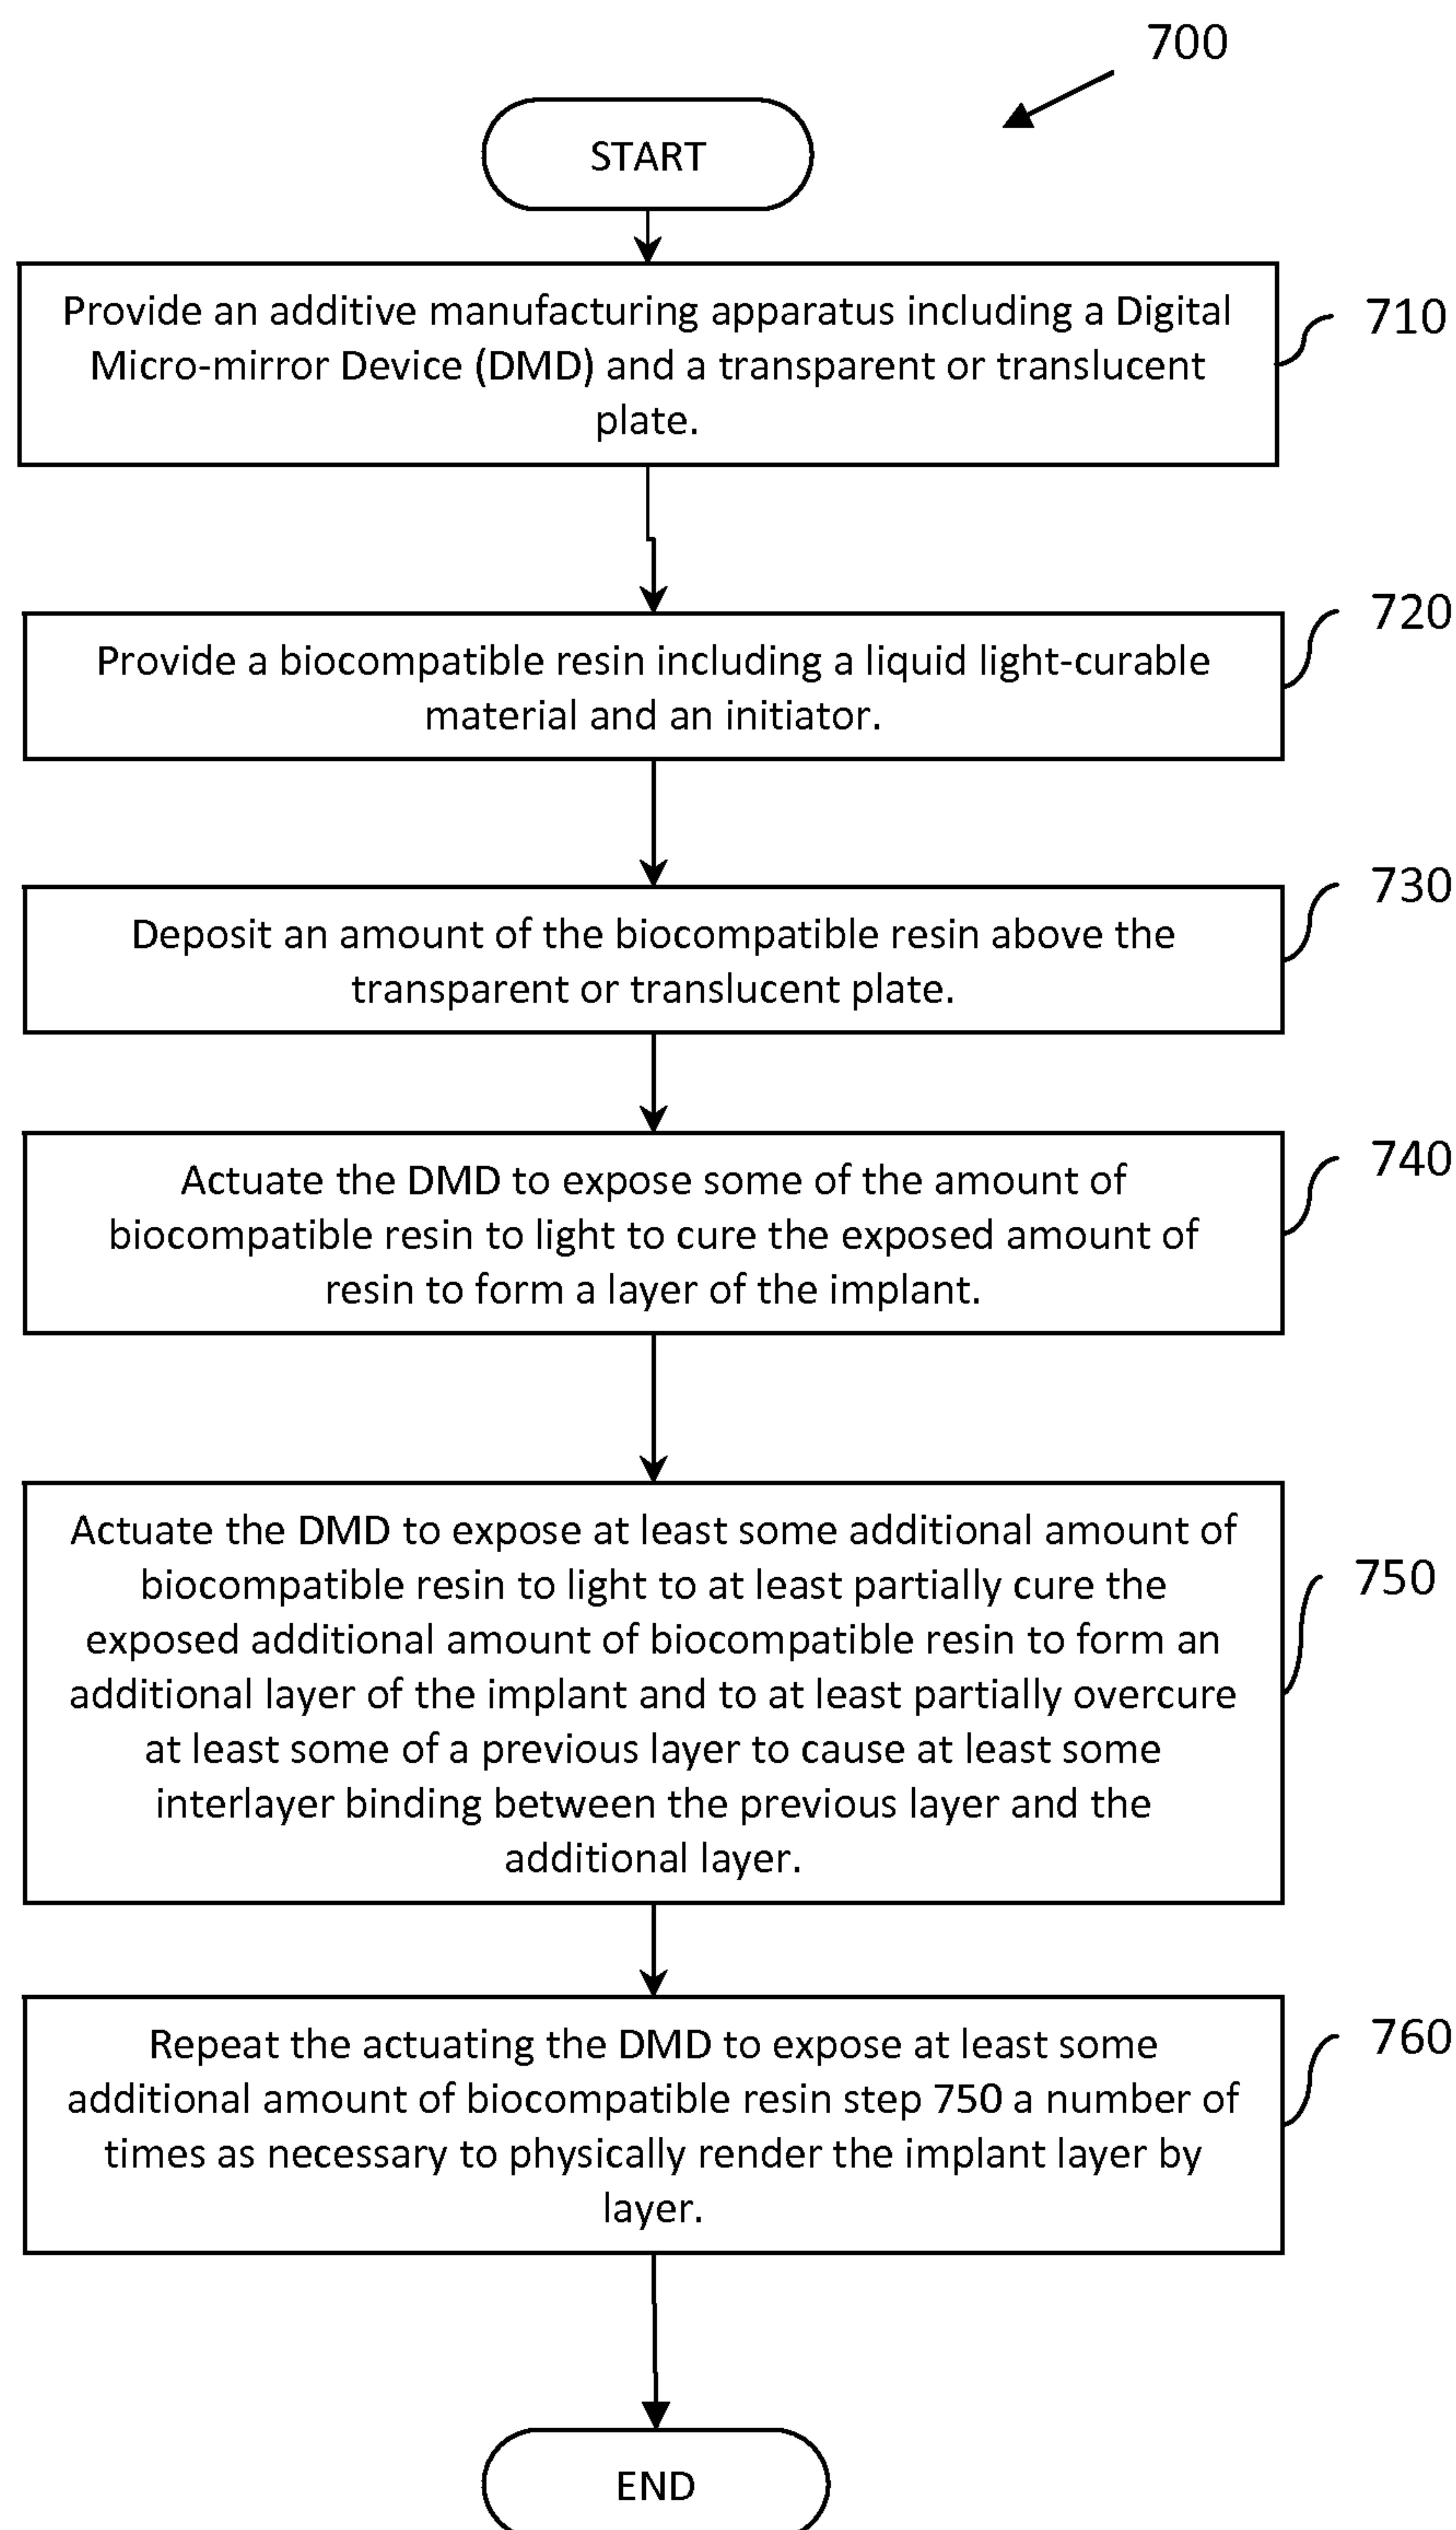 700
START
Provide an additive manufacturing apparatus including a Digital
Micro-mirror Device (DMD) and a transparent or translucent
plate.
710
Provide a biocompatible resin including a liquid light-curable
material and an initiator.
720
Deposit an amount of the biocompatible resin above the
transparent or translucent plate.
730
Actuate the DMD to expose some of the amount of
biocompatible resin to light to cure the exposed amount of
resin to form a layer of the implant.
740
Actuate the DMD to expose at least some additional amount of
biocompatible resin to light to at least partially cure the
exposed additional amount of biocompatible resin to form an
additional layer of the implant and to at least partially overcure
at least some of a previous layer to cause at least some
interlayer binding between the previous layer and the
additional layer.
750
Repeat the actuating the DMD to expose at least some
additional amount of biocompatible resin step 750 a number of
times as necessary to physically render the implant layer by
layer.
760
END